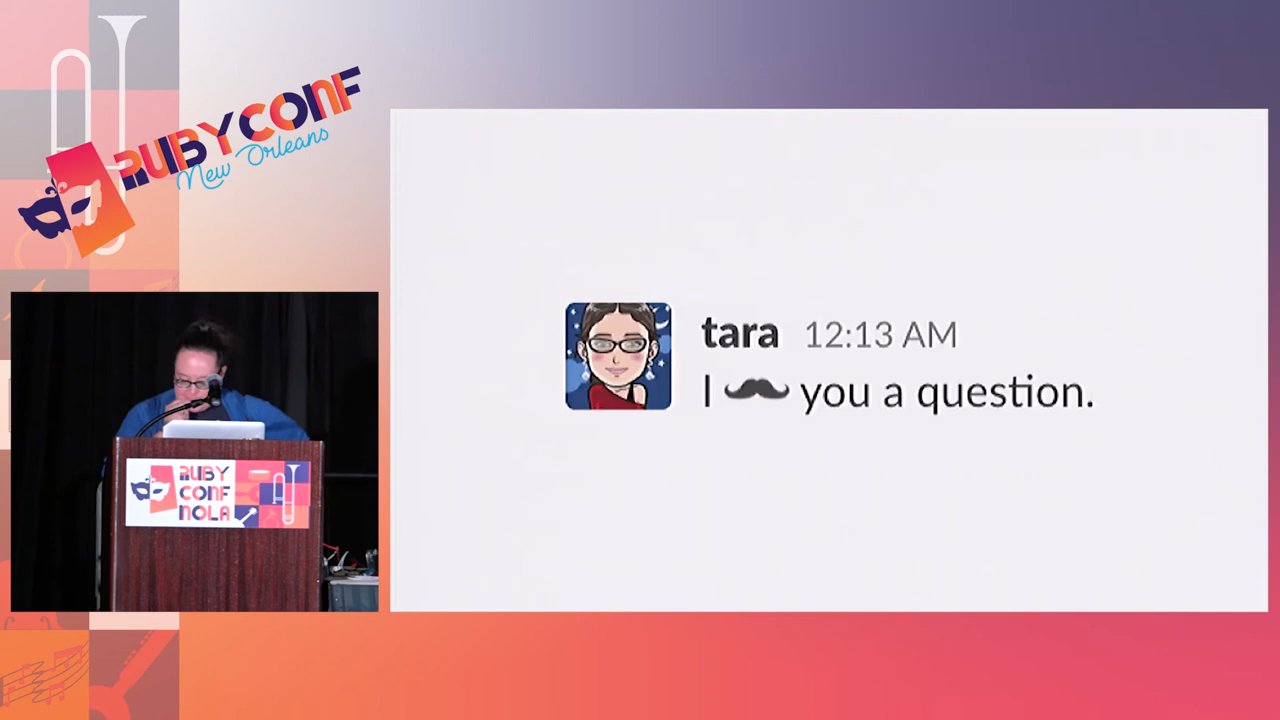 RUBYCONF
New Orleans
tara 12:13 AM
I you a question.
RUBY
CONF
NOLA